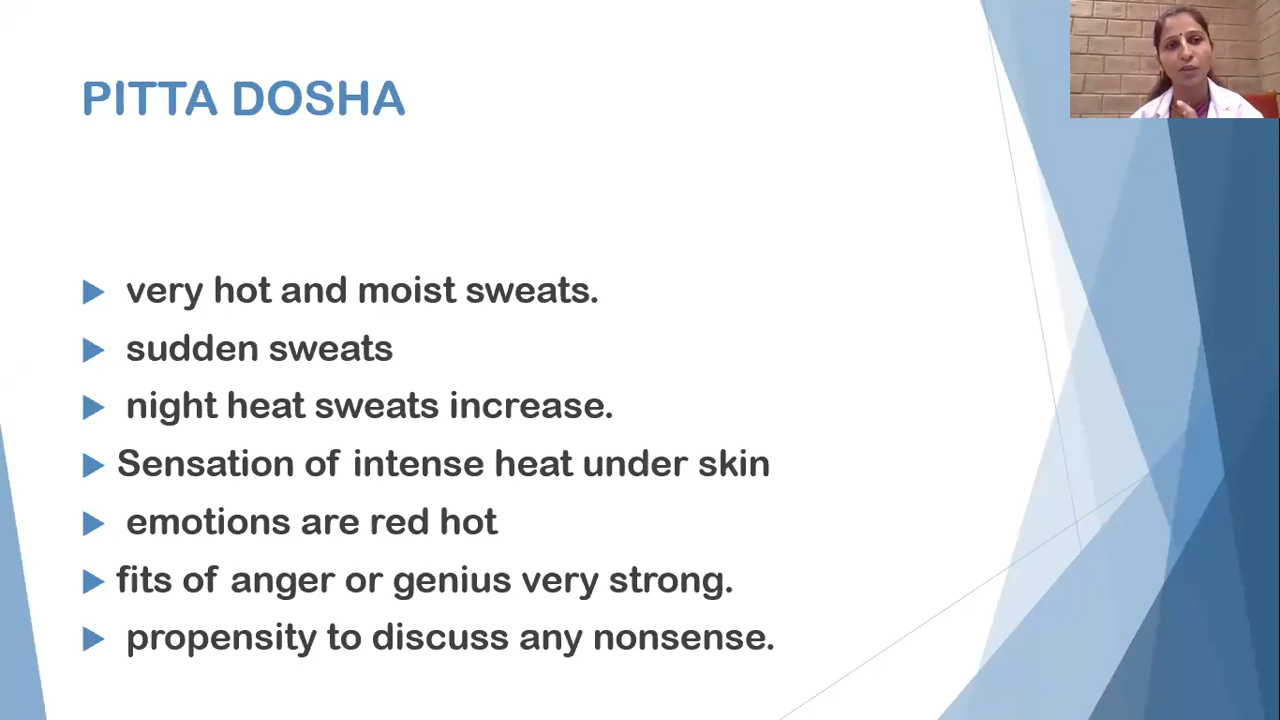 PITTA DOSHA
very hot and moist sweats.
sudden sweats
night heat sweats increase.
Sensation of intense heat under skin
emotions are red hot
fits of anger or genius very strong.
propensity to discuss any nonsense.